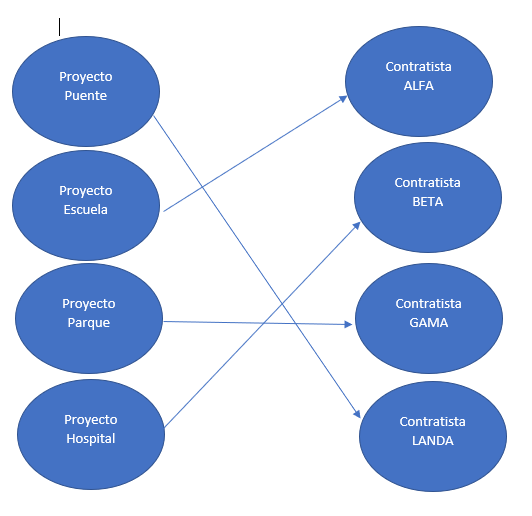 Proyecto
Puente
Proyecto
Escuela
Proyecto
Parque
Proyecto
Hospital
Contratista
ALFA
Contratista
BETA
Contratista
GAMA
Contratista
LANDA